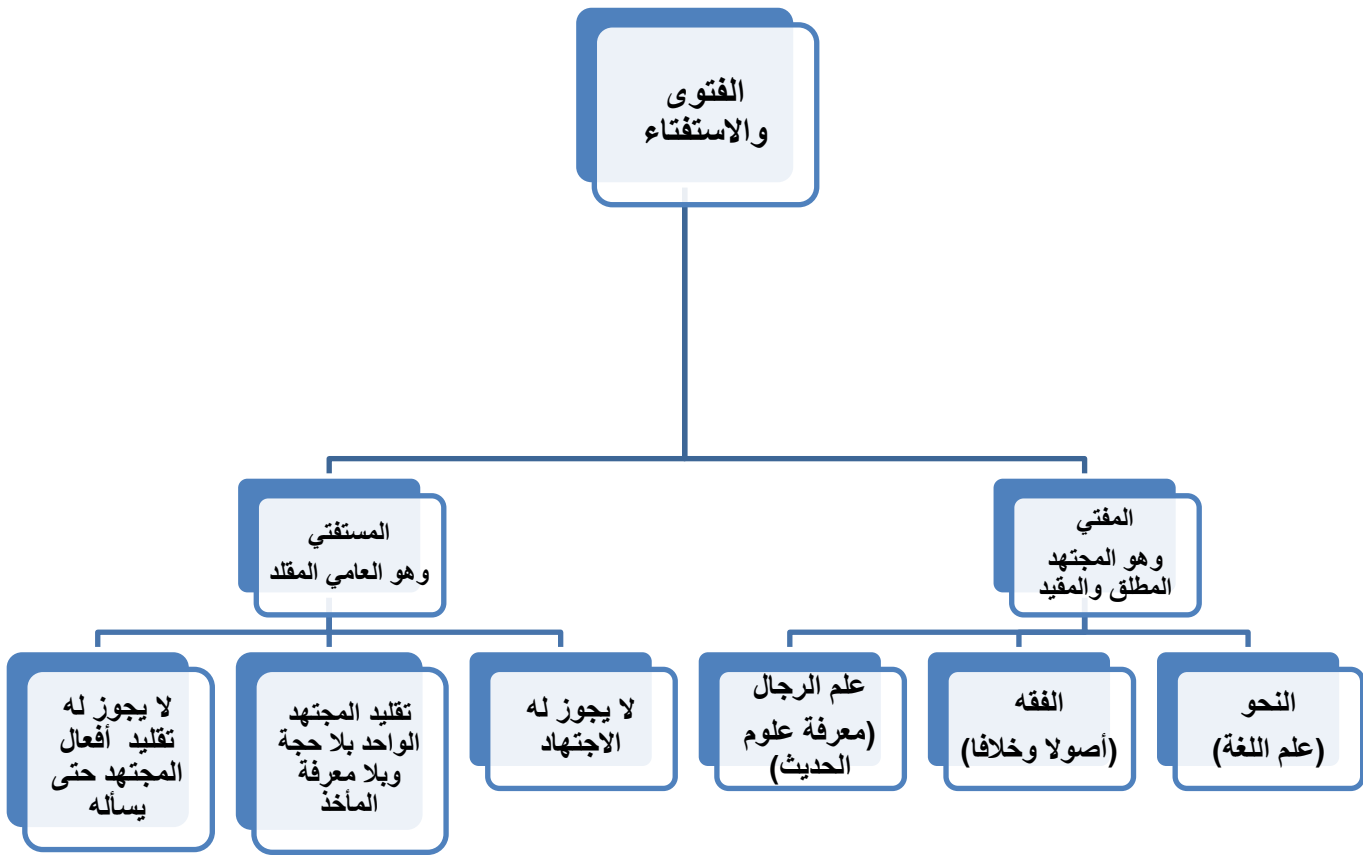 الفتوى
والاستفتاء
المفتي
وهو المجتهد
المطلق والمقيد
المستفتي
وهو العامي المقلد
النحو
(علم اللغة)
الفقه
(أصولا وخلافا)
علم الرجال
(معرفة علوم
الحديث)
لا يجوز له
الاجتهاد
تقليد المجتهد
الواحد بلا حجة
وبلا معرفة
المأخذ
لا يجوز له
تقليد أفعال
المجتهد حتى
يسأله